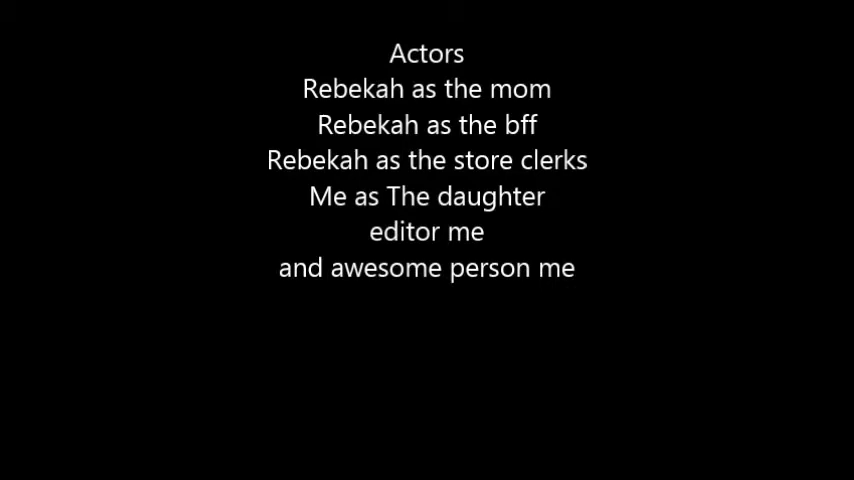 Actors
Rebekah as the mom
Rebekah as the bff
Rebekah as the store clerks
Me as The daughter
editor me
and awesome person me